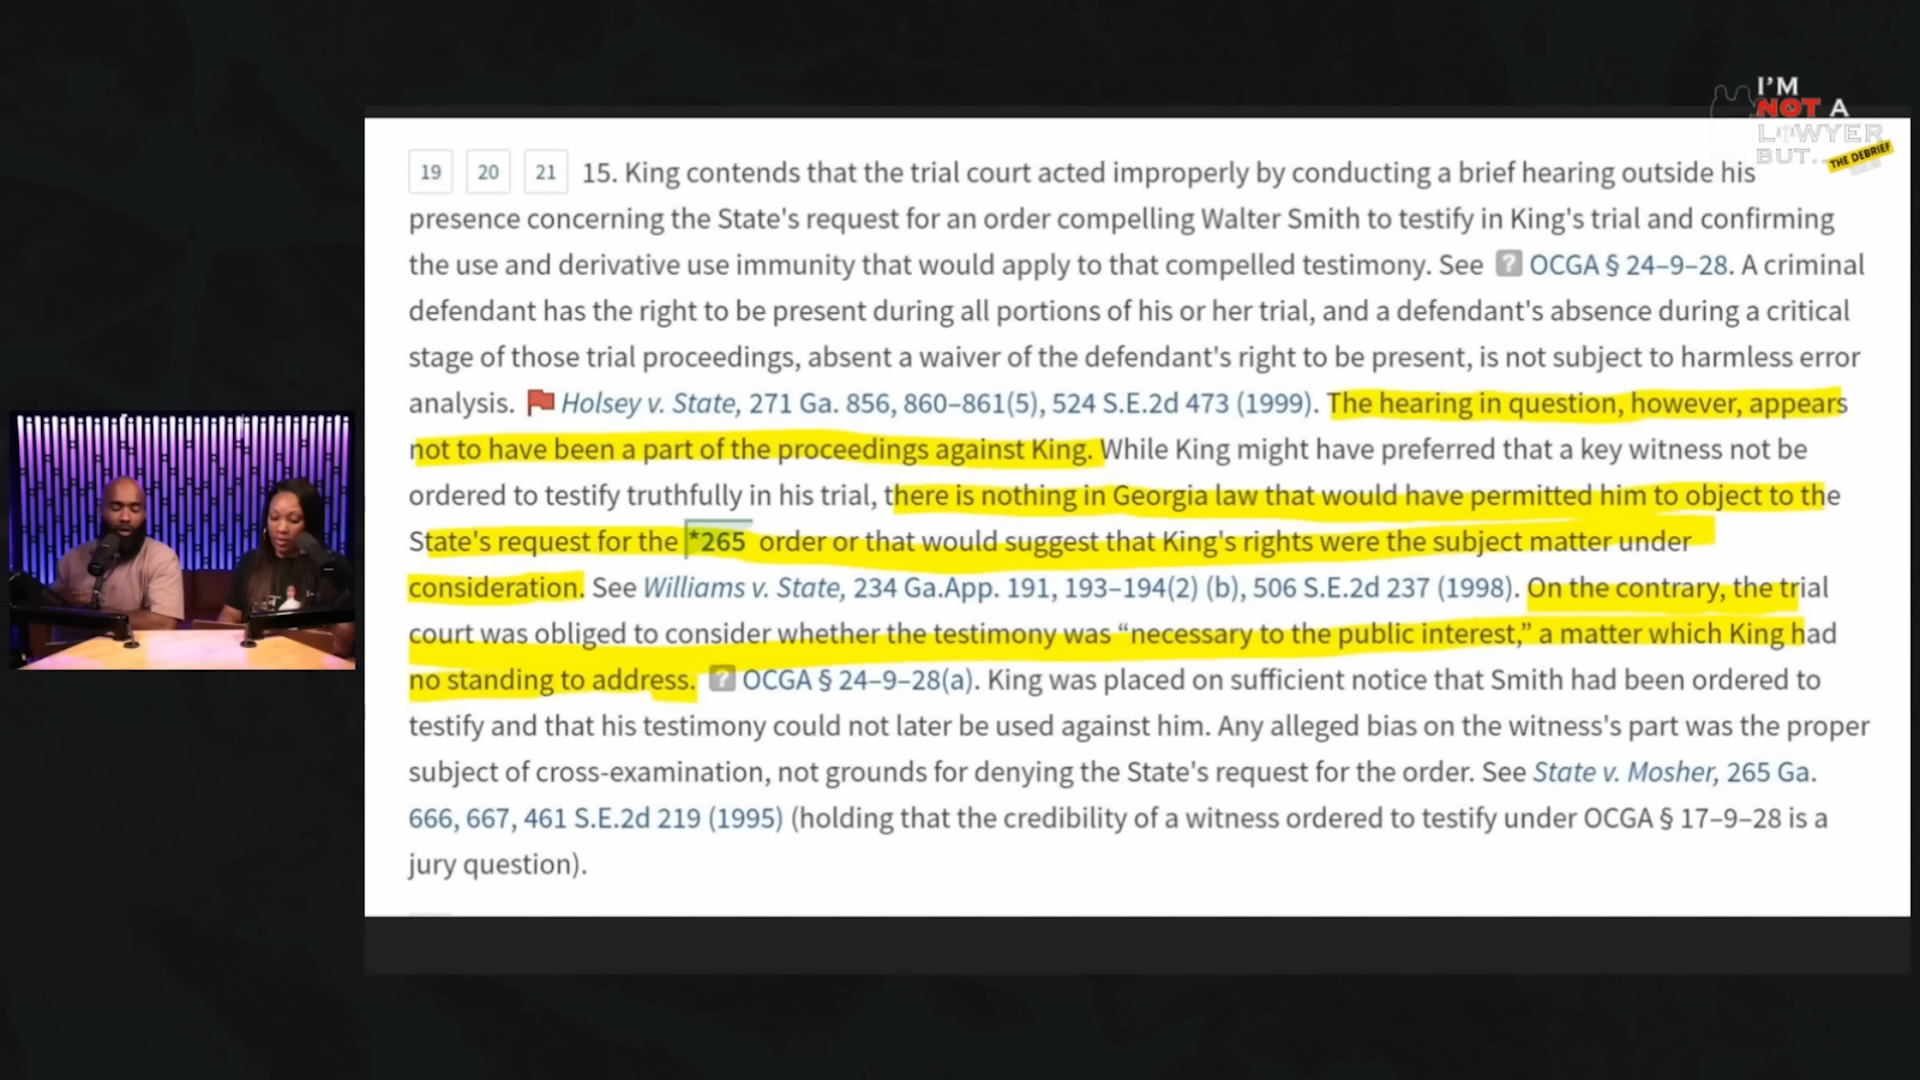 I'M
NOT A
LAWYER
BUT...
THE DEBRIEF
19 20 21 15. King contends that the trial court acted improperly by conducting a brief hearing outside his
presence concerning the State's request for an order compelling Walter Smith to testify in King's trial and confirming
the use and derivative use immunity that would apply to that compelled testimony. See ? OCGA § 24–9–28. A criminal
defendant has the right to be present during all portions of his or her trial, and a defendant's absence during a critical
stage of those trial proceedings, absent a waiver of the defendant's right to be present, is not subject to harmless error
analysis. Holsey v. State, 271 Ga. 856, 860–861(5), 524 S.E.2d 473 (1999). The hearing in question, however, appears
not to have been a part of the proceedings against King. While King might have preferred that a key witness not be
ordered to testify truthfully in his trial, there is nothing in Georgia law that would have permitted him to object to the
State's request for the *265 order or that would suggest that King's rights were the subject matter under
consideration. See Williams v. State, 234 Ga.App. 191, 193–194(2) (b), 506 S.E.2d 237 (1998). On the contrary, the trial
court was obliged to consider whether the testimony was “necessary to the public interest,” a matter which King had
no standing to address. ? OCGA § 24–9–28(a). King was placed on sufficient notice that Smith had been ordered to
testify and that his testimony could not later be used against him. Any alleged bias on the witness's part was the proper
subject of cross-examination, not grounds for denying the State's request for the order. See State v. Mosher, 265 Ga.
666, 667, 461 S.E.2d 219 (1995) (holding that the credibility of a witness ordered to testify under OCGA § 17–9–28 is a
jury question).